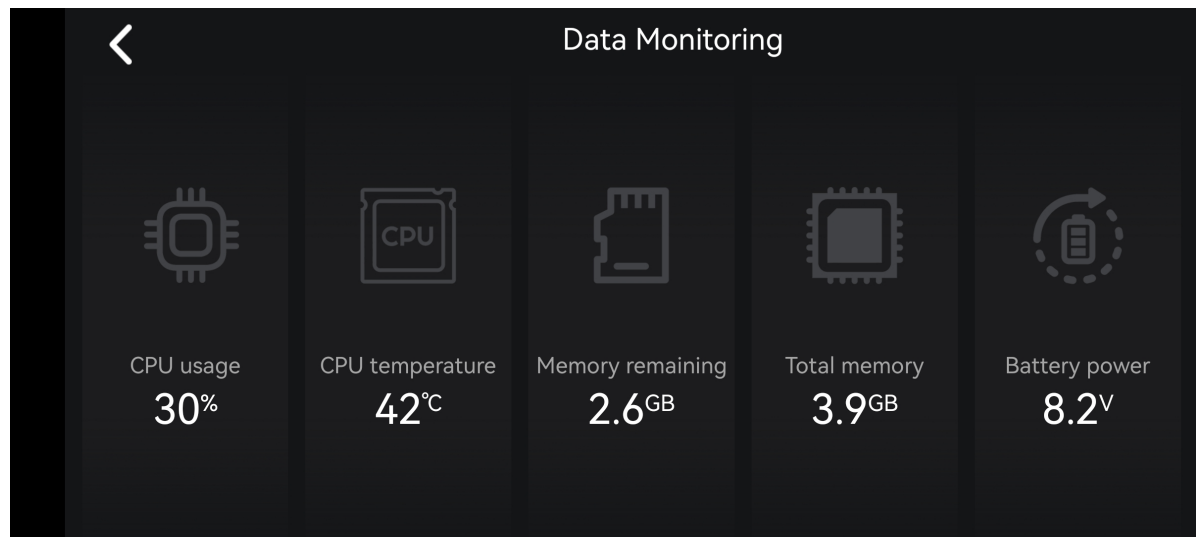 Data Monitoring
CPU
CPU usage
30%
CPU temperature
42℃
Memory remaining
2.6GB
Total memory
3.9GB
Battery power
8.2V